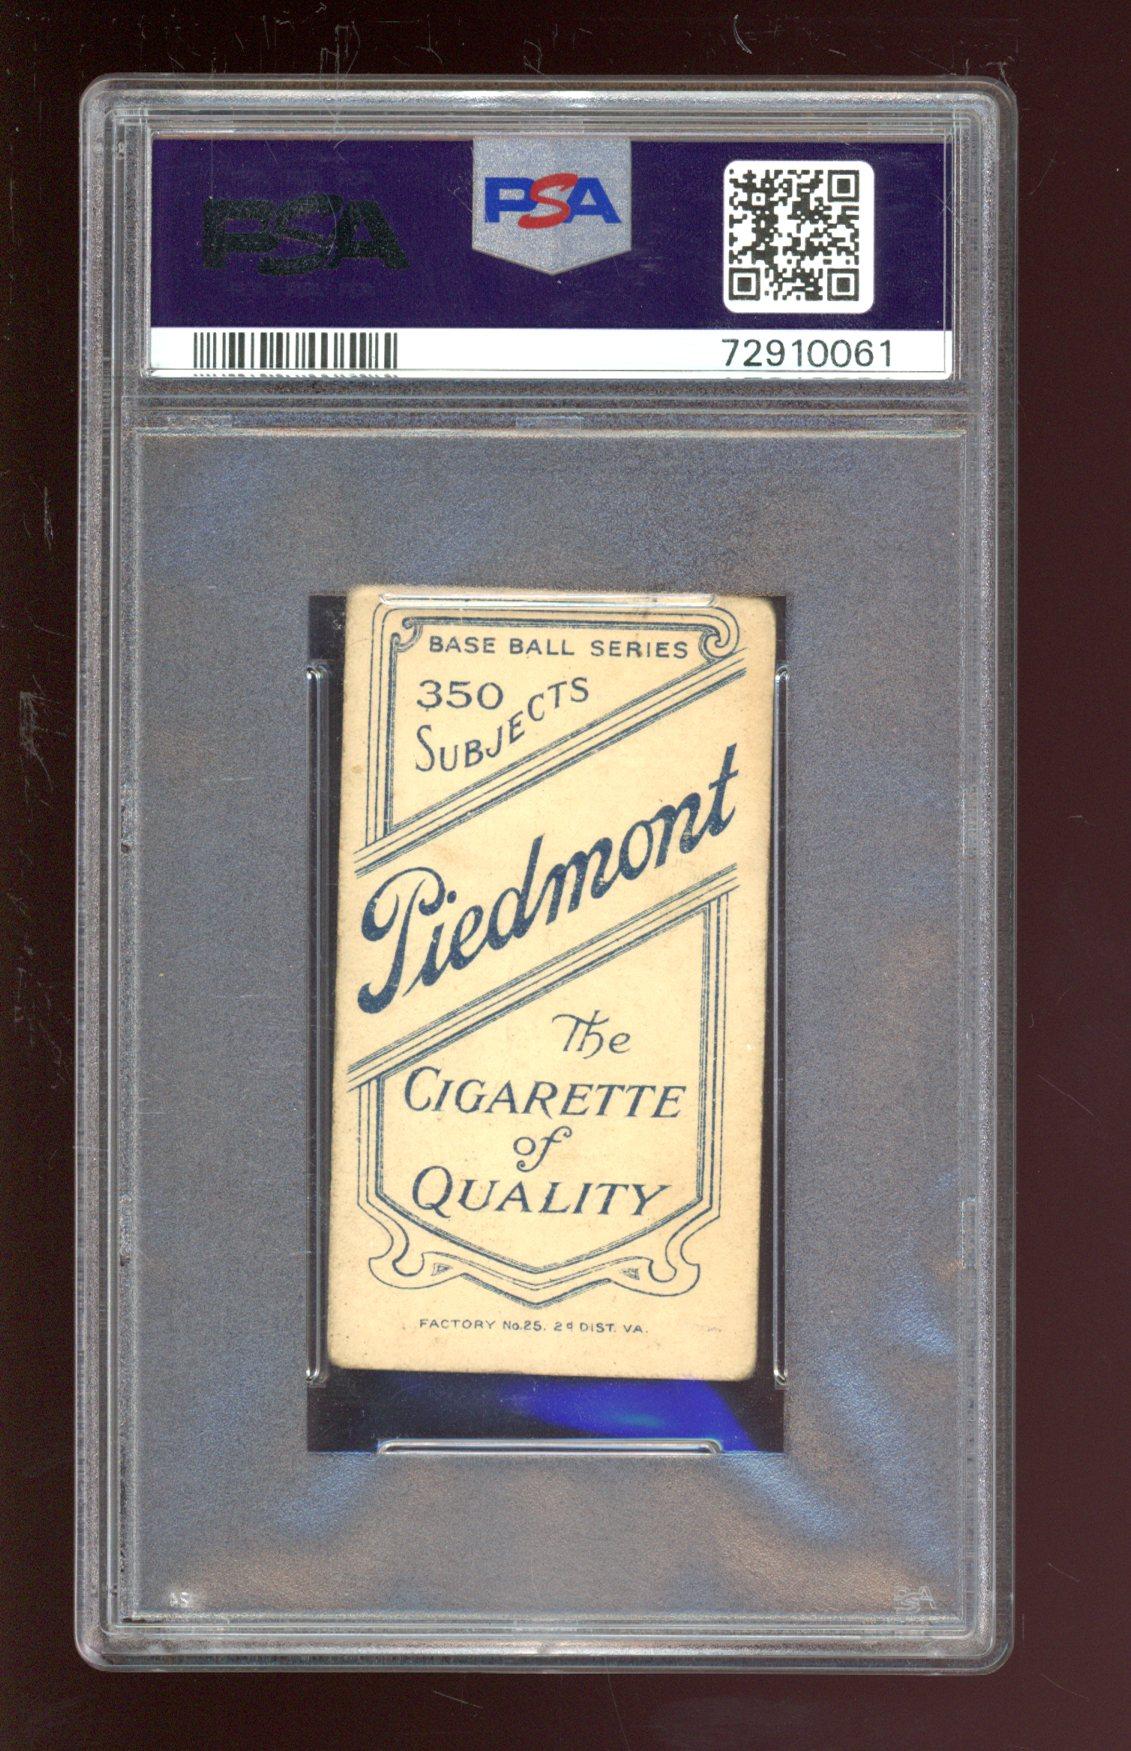 PSA
PSA
72910061
BASE BALL SERIES
350
SUBJECTS
Piedmont
The
CIGARETTE
of
QUALITY
FACTORY No.25. 2d DIST. VA.
PSA